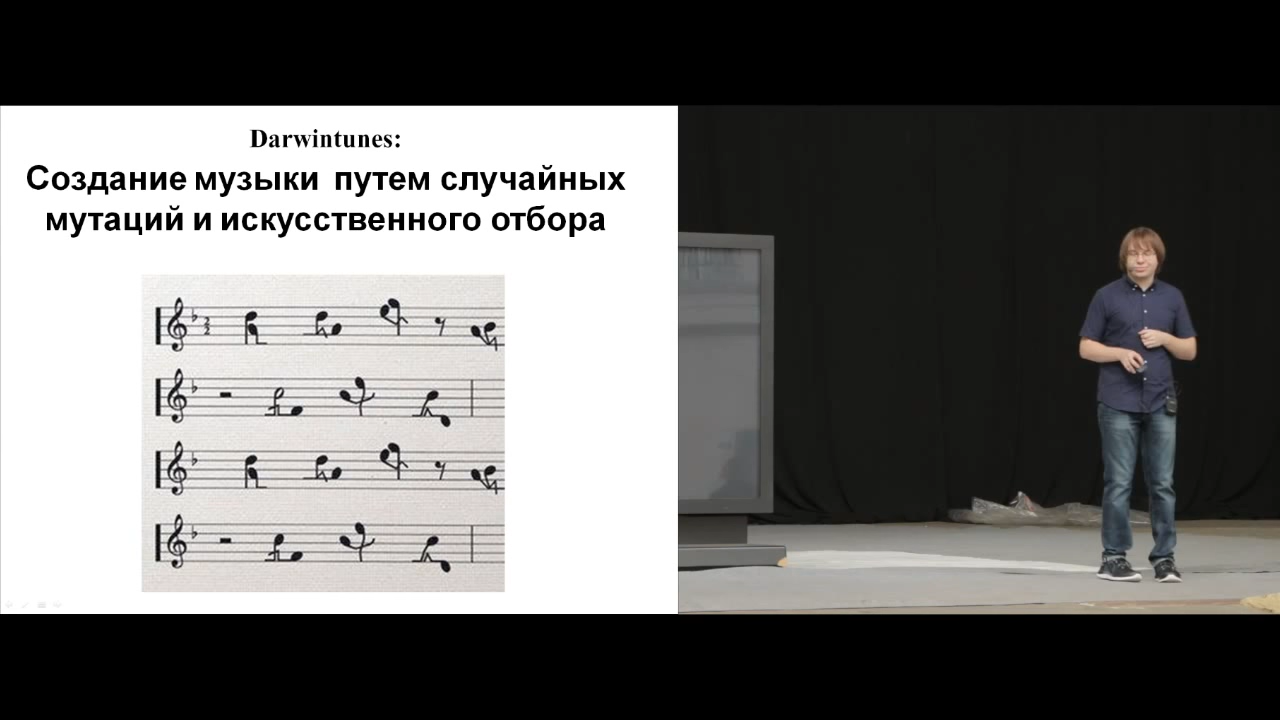 Darwintunes:
Создание музыки путем случайных
мутаций и искусственного отбора